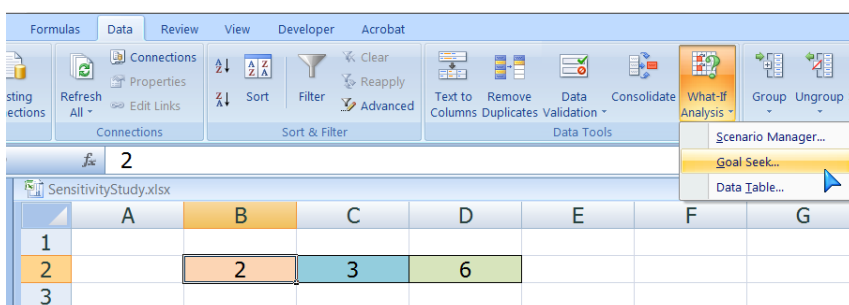 Formulas Data Review View Developer Acrobat
Connections Clear
Properties Reapply
sting Refresh Edit Links Sort Filter Advanced Text to Remove Data Consolidate What-If Group Ungroup
ections All Columns Duplicates Validation Analysis
Connections Sort & Filter Data Tools
Scenario Manager...
fx 2
Goal Seek...
SensitivityStudy.xlsx
Data Table...
A B C D E F G
1
2 2 3 6
3